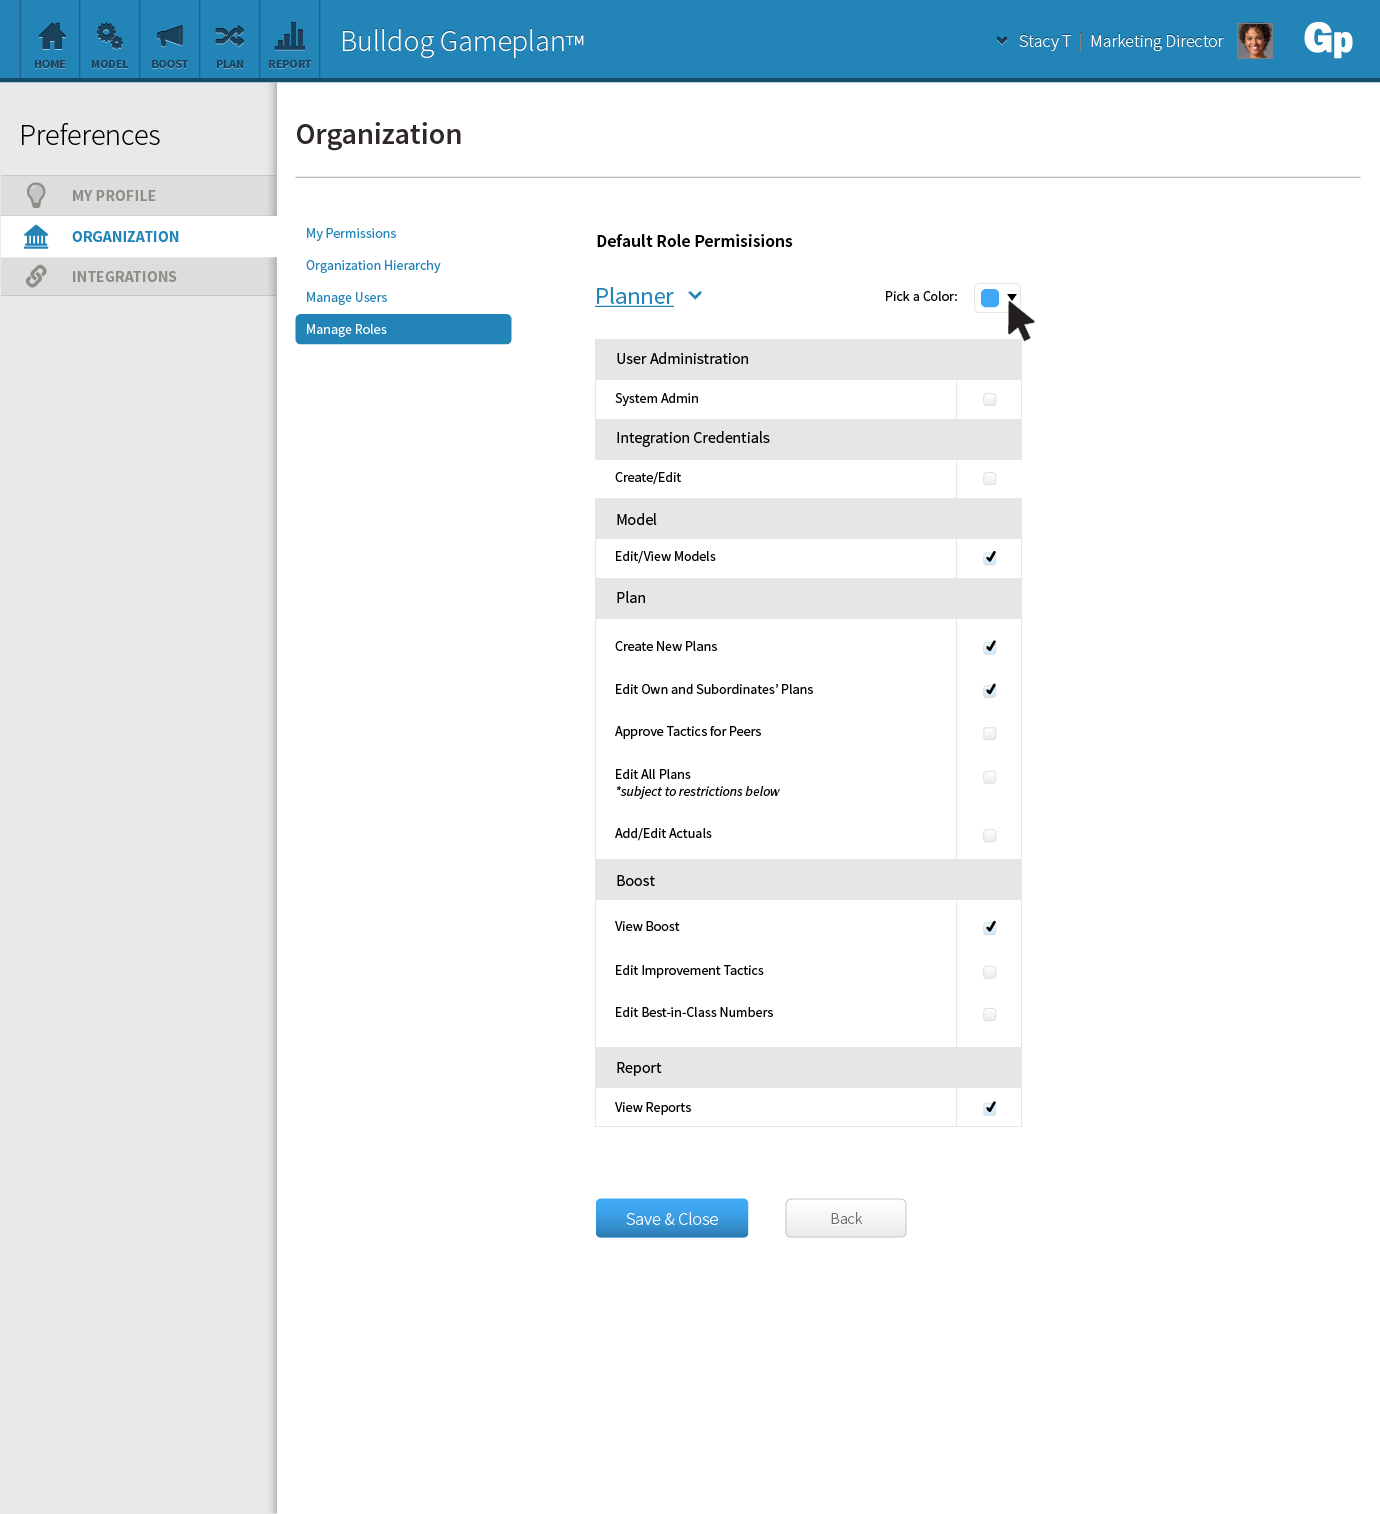 HOME
MODEL
BOOST
PLAN
REPORT
Bulldog Gameplan™
Stacy T
Marketing Director
Gp
Preferences
MY PROFILE
ORGANIZATION
INTEGRATIONS
Organization
My Permissions
Organization Hierarchy
Manage Users
Manage Roles
Default Role Permisisions
Planner
Pick a Color:
User Administration
System Admin
Integration Credentials
Create/Edit
Model
Edit/View Models
Plan
Create New Plans
Edit Own and Subordinates’ Plans
Approve Tactics for Peers
Edit All Plans
*subject to restrictions below
Add/Edit Actuals
Boost
View Boost
Edit Improvement Tactics
Edit Best-in-Class Numbers
Report
View Reports
Save & Close
Back